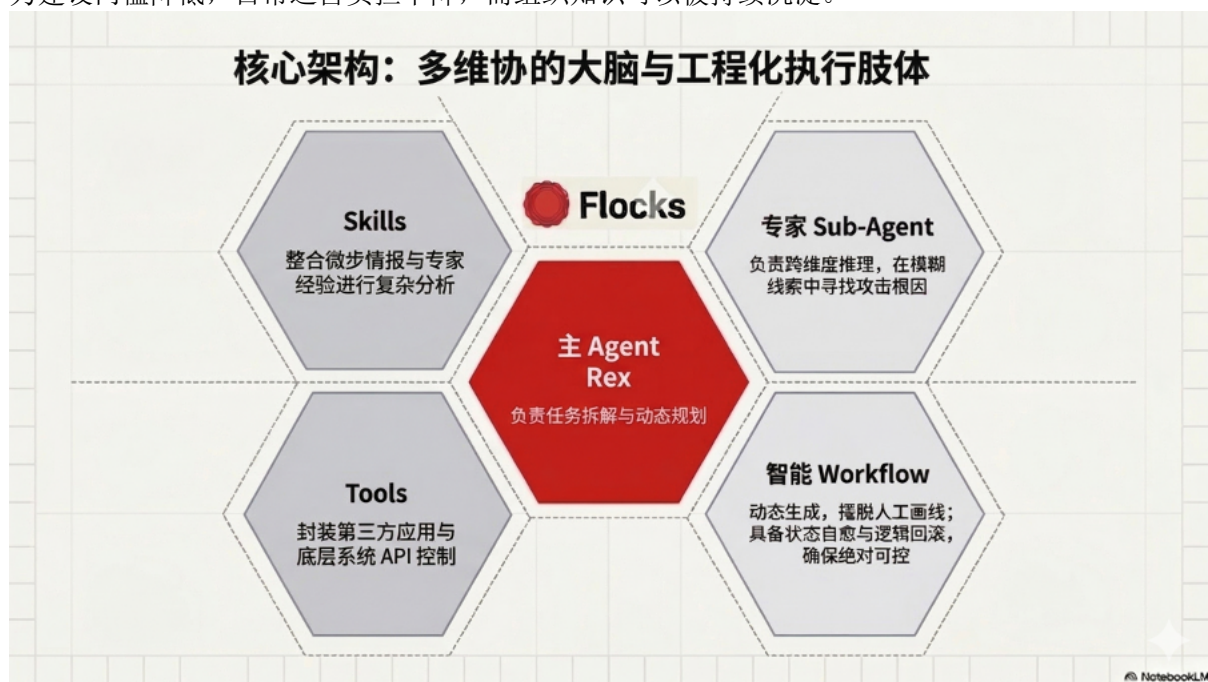 核心架构：多维协的大脑与工程化执行肢体
Flocks
Skills
整合微步情报与专家
经验进行复杂分析
专家 Sub-Agent
负责跨维度推理，在模糊
线索中寻找攻击根因
主 Agent
Rex
负责任务拆解与动态规划
Tools
封装第三方应用与
底层系统 API 控制
智能 Workflow
动态生成，摆脱人工画线；
具备状态自愈与逻辑回滚，
确保绝对可控
NotebookLM